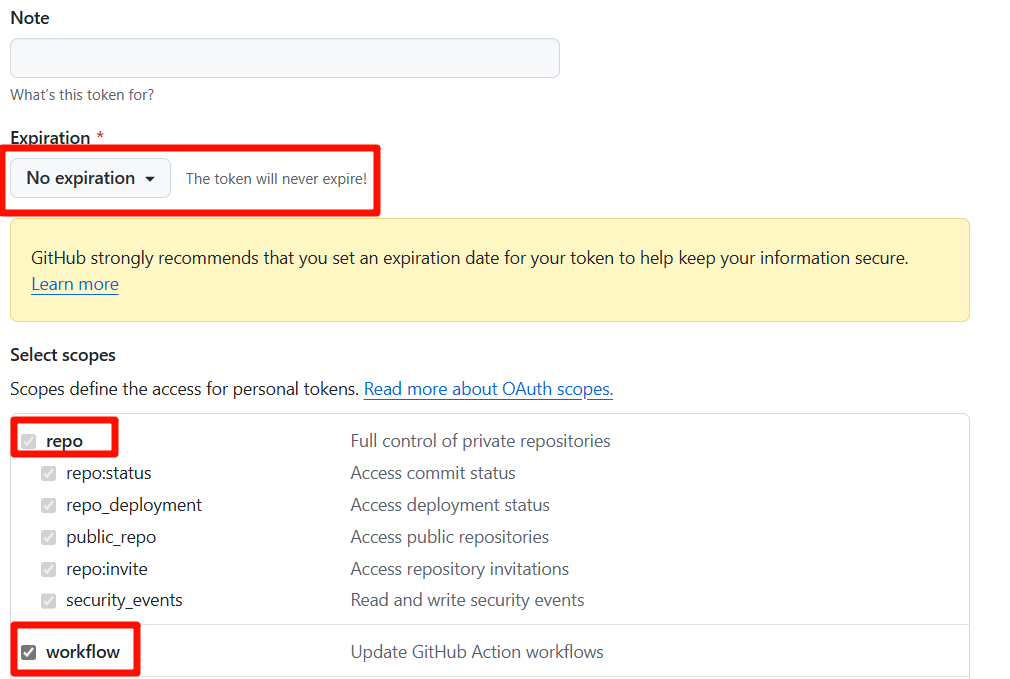 Note
What's this token for?
Expiration *
No expiration The token will never expire!
GitHub strongly recommends that you set an expiration date for your token to help keep your information secure.
Learn more
Select scopes
Scopes define the access for personal tokens. Read more about OAuth scopes.
repo Full control of private repositories
repo:status Access commit status
repo_deployment Access deployment status
public_repo Access public repositories
repo:invite Access repository invitations
security_events Read and write security events
workflow Update GitHub Action workflows